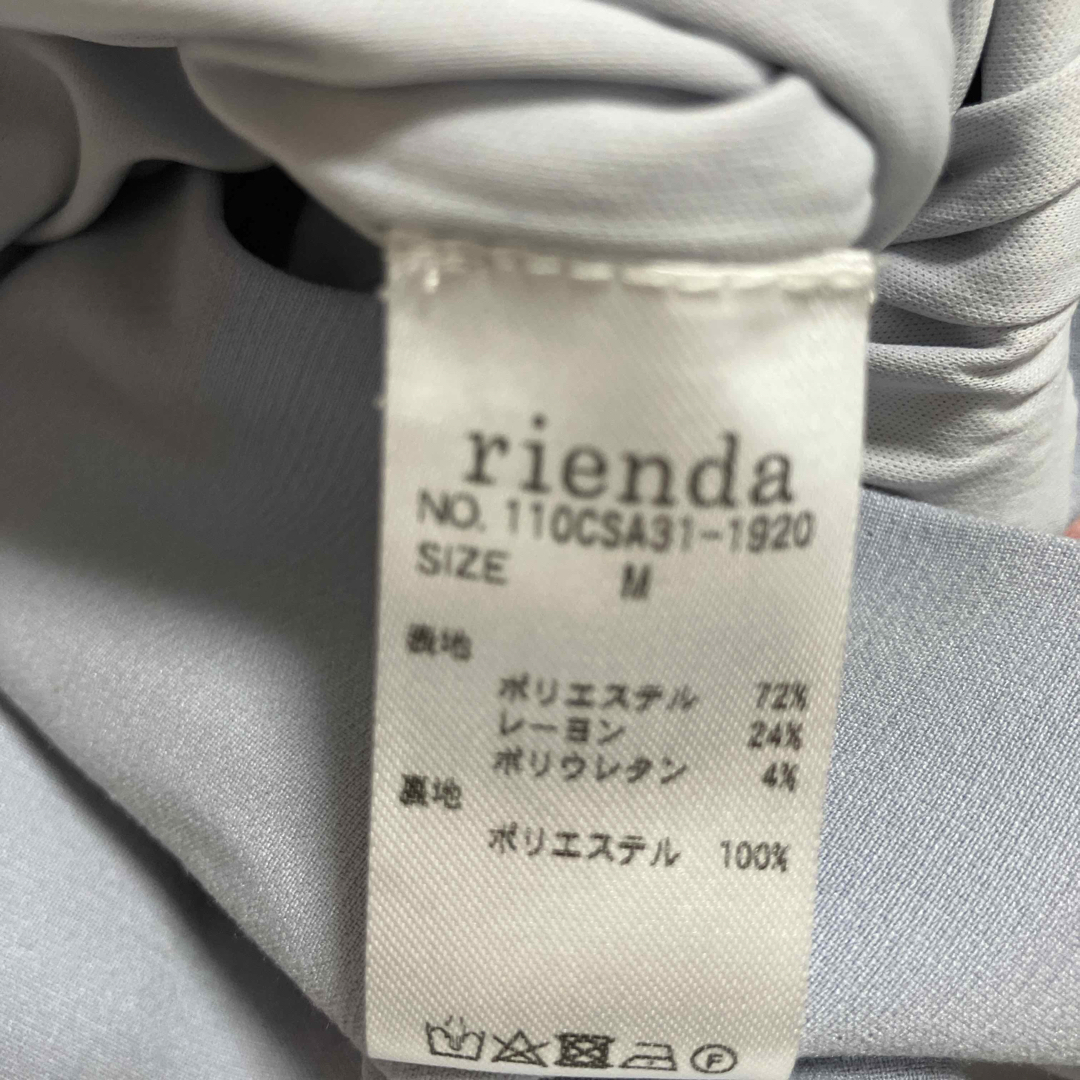 rienda
NO. 110CSA31-1920
SIZE M
表地
ポリエステル 72%
レーヨン 24%
ポリウレタン 4%
裏地
ポリエステル 100%
F